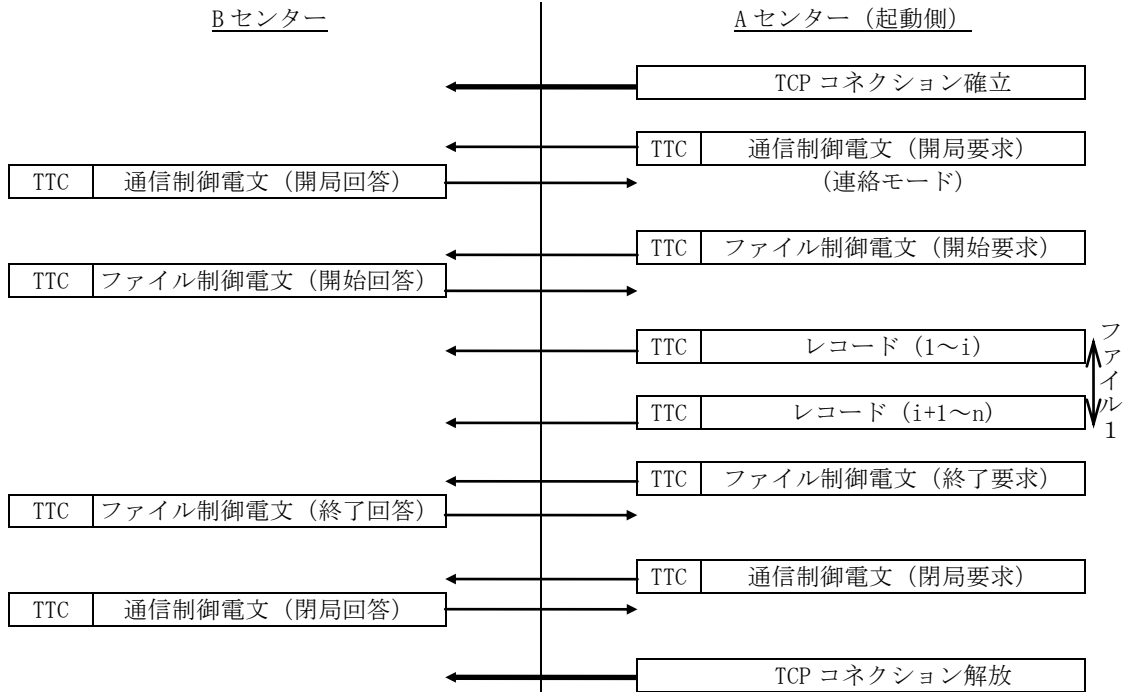 Bセンター Aセンター（起動側）
TCPコネクション確立
TTC 通信制御電文（開局要求）
TTC 通信制御電文（開局回答） （連絡モード）
TTC ファイル制御電文（開始要求）
TTC ファイル制御電文（開始回答）
TTC レコード（1～i）
TTC レコード（i+1～n）
ファイル1
TTC ファイル制御電文（終了要求）
TTC ファイル制御電文（終了回答）
TTC 通信制御電文（閉局要求）
TTC 通信制御電文（閉局回答）
TCPコネクション解放